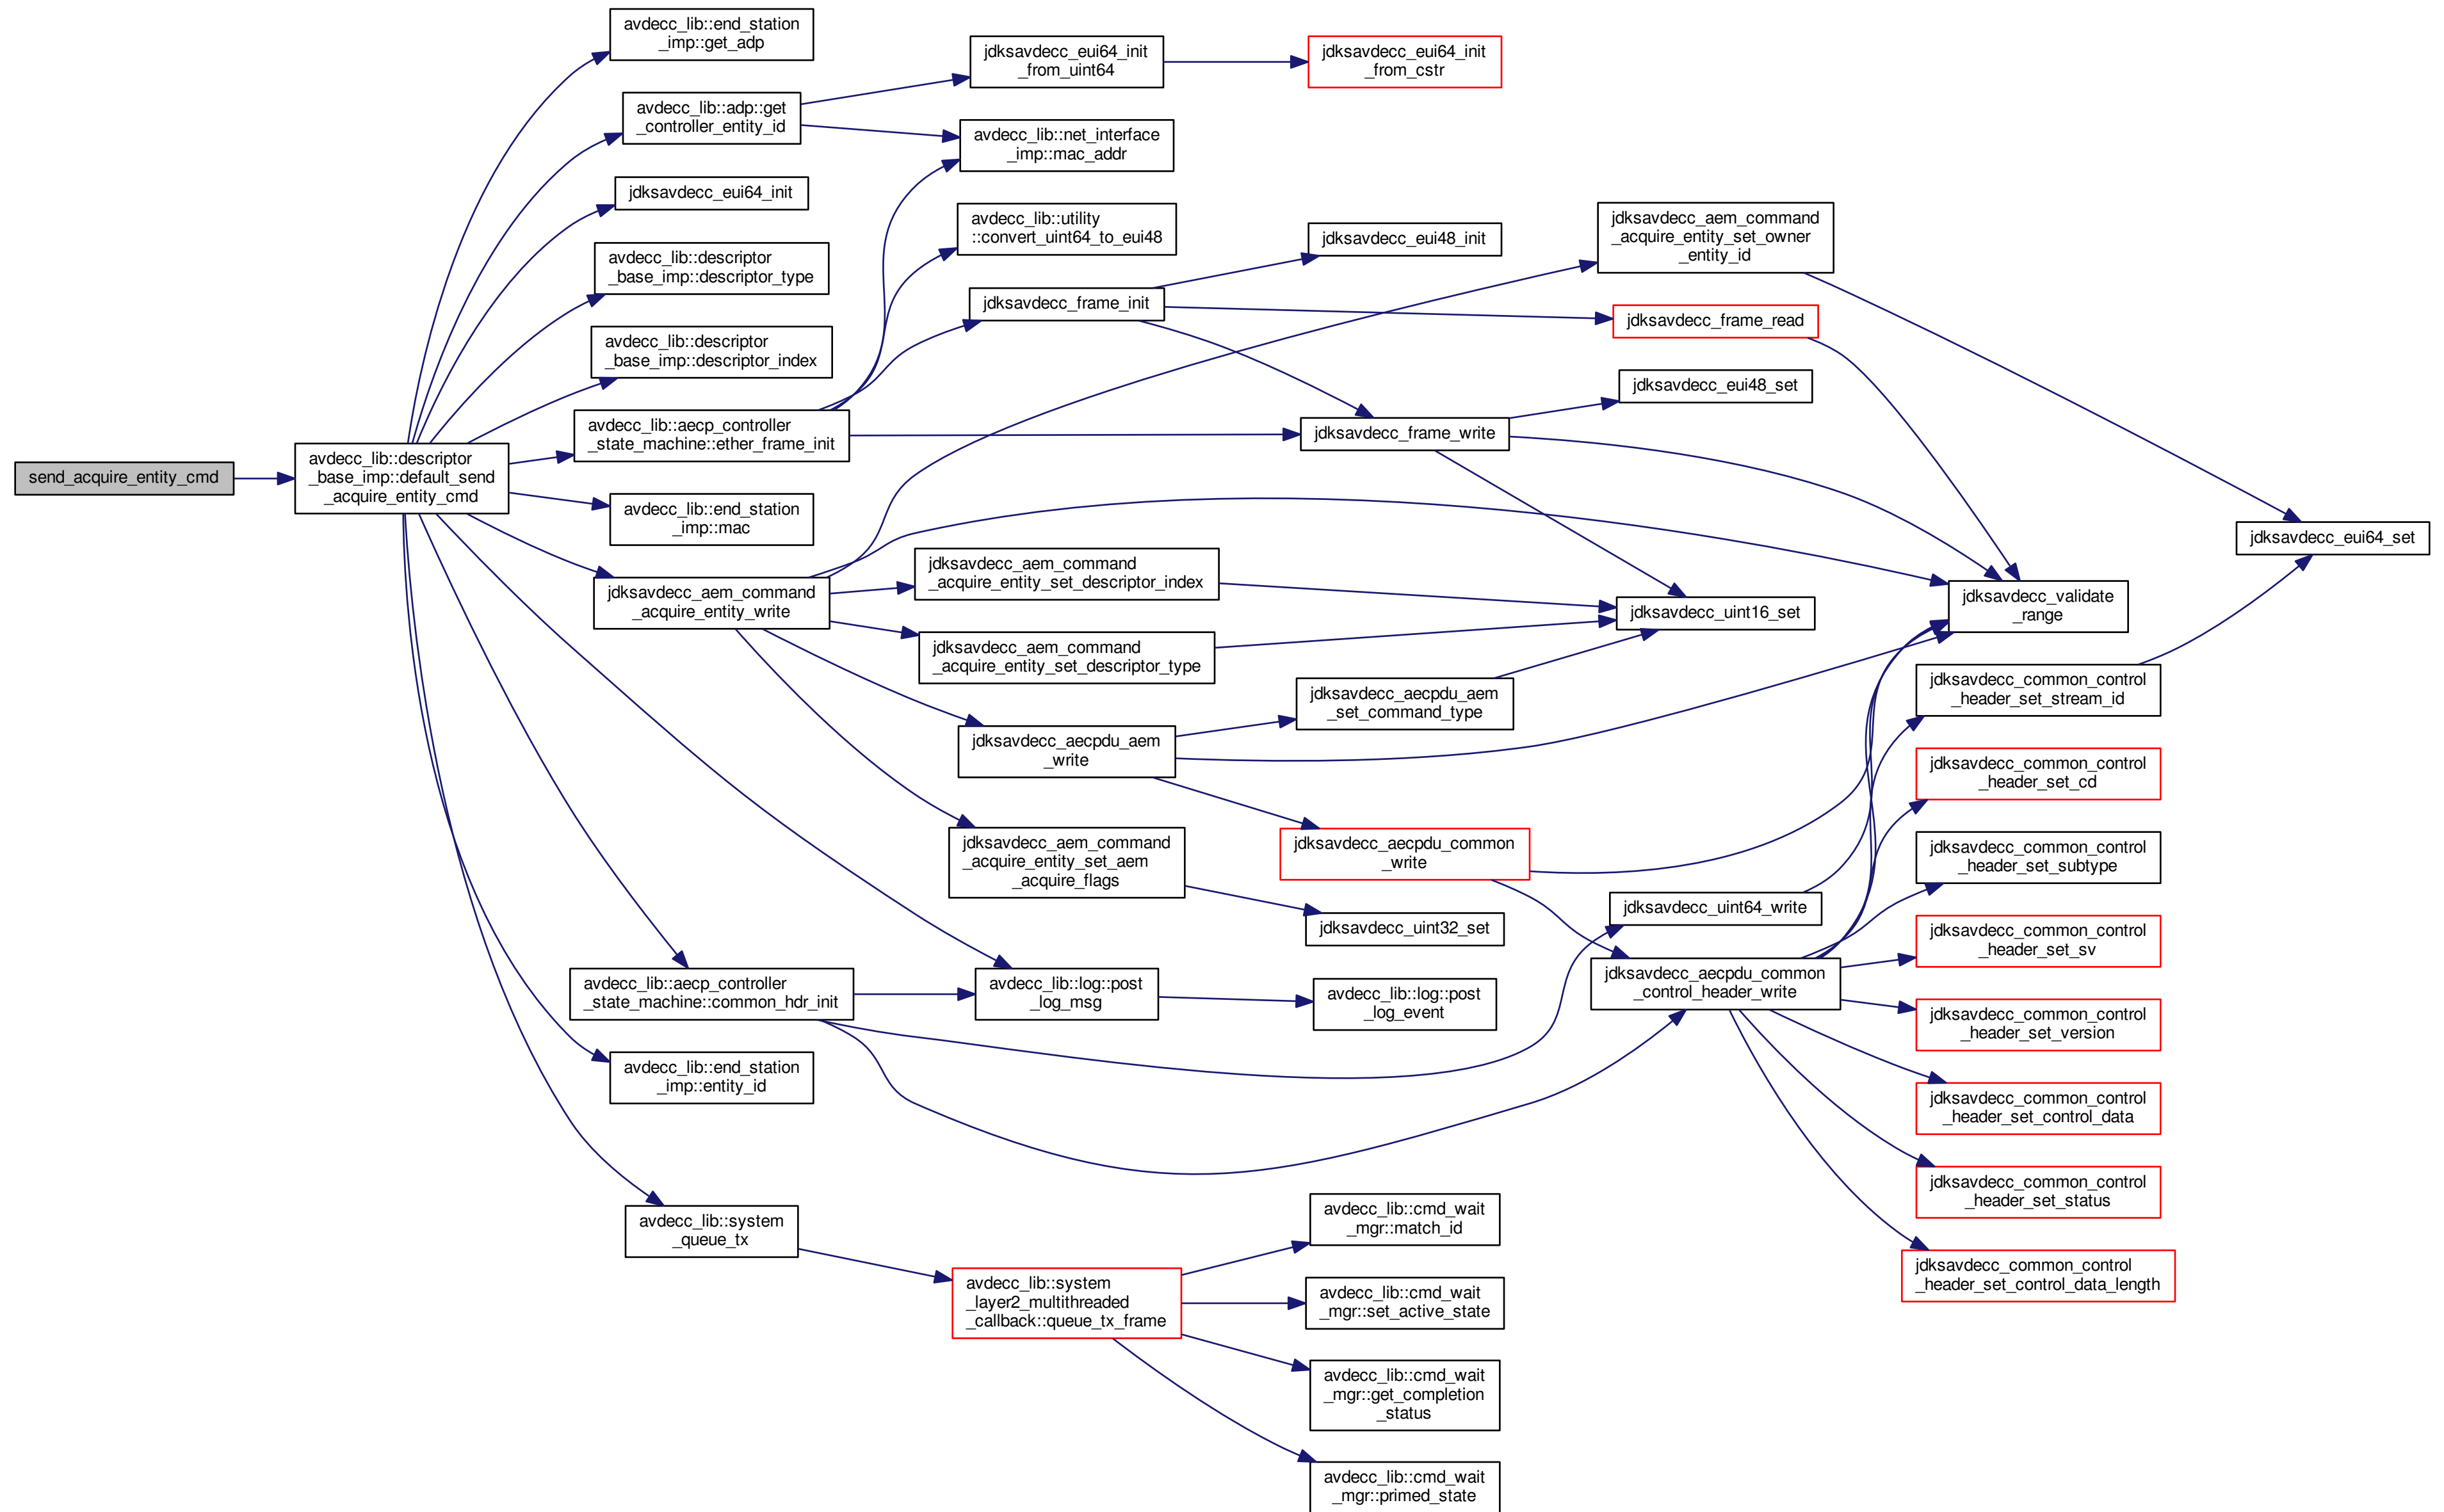 send_acquire_entity_cmd
avdecc_lib::descriptor
_base_imp::default_send
_acquire_entity_cmd
avdecc_lib::end_station
_imp::get_adp
avdecc_lib::adp::get
_controller_entity_id
jdksavdecc_eui64_init
avdecc_lib::descriptor
_base_imp::descriptor_type
avdecc_lib::descriptor
_base_imp::descriptor_index
avdecc_lib::aecp_controller
_state_machine::ether_frame_init
avdecc_lib::end_station
_imp::mac
jdksavdecc_aem_command
_acquire_entity_write
avdecc_lib::aecp_controller
_state_machine::common_hdr_init
avdecc_lib::end_station
_imp::entity_id
avdecc_lib::system
_queue_tx
jdksavdecc_eui64_init
_from_uint64
avdecc_lib::net_interface
_imp::mac_addr
avdecc_lib::utility
::convert_uint64_to_eui48
jdksavdecc_frame_init
jdksavdecc_aem_command
_acquire_entity_set_descriptor_index
jdksavdecc_aem_command
_acquire_entity_set_descriptor_type
jdksavdecc_aecpdu_aem
_write
jdksavdecc_aem_command
_acquire_entity_set_aem
_acquire_flags
avdecc_lib::log::post
_log_msg
avdecc_lib::system
_layer2_multithreaded
_callback::queue_tx_frame
jdksavdecc_eui64_init
_from_cstr
jdksavdecc_eui48_init
jdksavdecc_frame_write
jdksavdecc_aecpdu_aem
_set_command_type
jdksavdecc_aecpdu_common
_write
jdksavdecc_uint32_set
avdecc_lib::log::post
_log_event
avdecc_lib::cmd_wait
_mgr::match_id
avdecc_lib::cmd_wait
_mgr::set_active_state
avdecc_lib::cmd_wait
_mgr::get_completion
_status
avdecc_lib::cmd_wait
_mgr::primed_state
jdksavdecc_aem_command
_acquire_entity_set_owner
_entity_id
jdksavdecc_frame_read
jdksavdecc_eui48_set
jdksavdecc_uint16_set
jdksavdecc_uint64_write
jdksavdecc_aecpdu_common
_control_header_write
jdksavdecc_validate
_range
jdksavdecc_common_control
_header_set_stream_id
jdksavdecc_common_control
_header_set_cd
jdksavdecc_common_control
_header_set_subtype
jdksavdecc_common_control
_header_set_sv
jdksavdecc_common_control
_header_set_version
jdksavdecc_common_control
_header_set_control_data
jdksavdecc_common_control
_header_set_status
jdksavdecc_common_control
_header_set_control_data_length
jdksavdecc_eui64_set